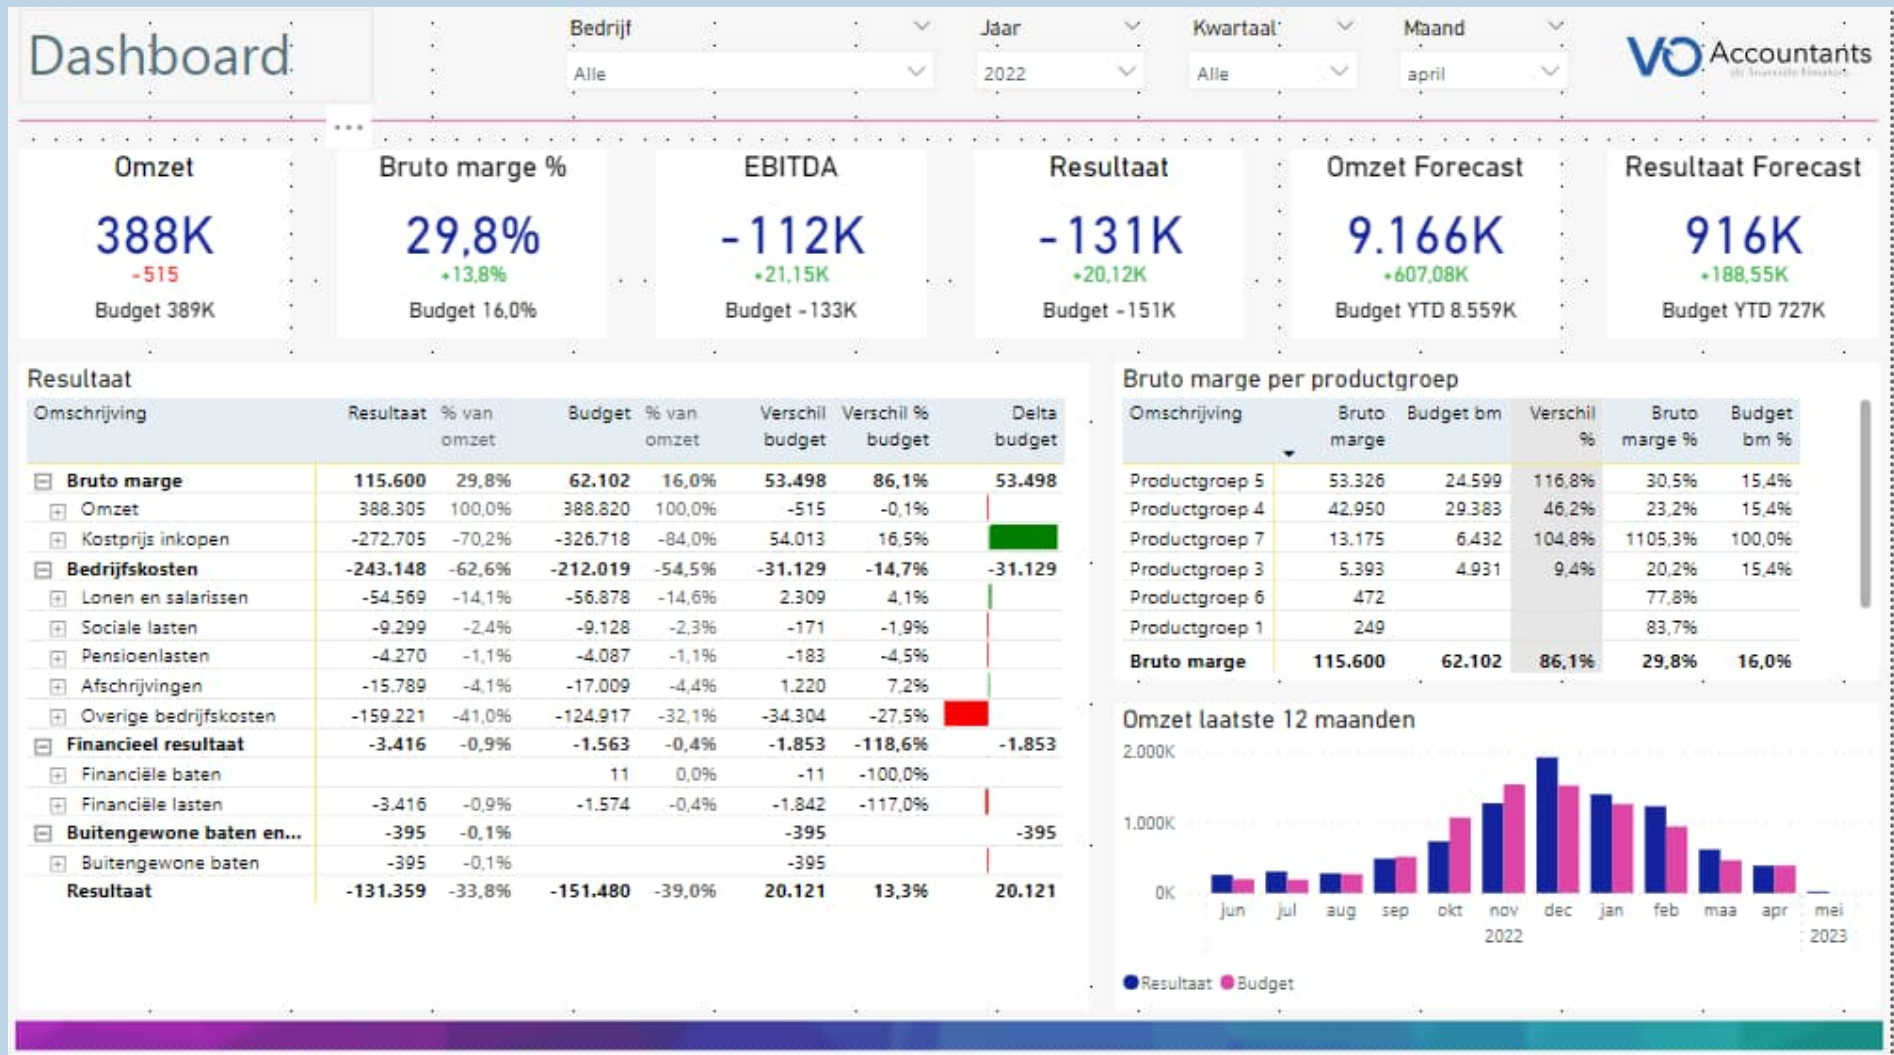 Dashboard
Bedrijf
Alle
Jaar
2022
Kwartaal
Alle
Maand
april
VO Accountants
Omzet
388K
-515
Budget 389K
Bruto marge %
29,8%
+13,8%
Budget 16,0%
EBITDA
-112K
+21,15K
Budget -133K
Resultaat
-131K
+20,12K
Budget -151K
Omzet Forecast
9.166K
+607,08K
Budget YTD 8.559K
Resultaat Forecast
916K
+188,55K
Budget YTD 727K
Resultaat
Omschrijving Resultaat % van omzet Budget % van omzet Verschil budget Verschil % budget Delta budget
Bruto marge 115.600 29,8% 62.102 16,0% 53.498 86,1% 53.498
Omzet 388.305 100,0% 388.820 100,0% -515 -0,1%
Kostprijs inkopen -272.705 -70,2% -326.718 -84,0% 54.013 16,5%
Bedrijfskosten -243.148 -62,6% -212.019 -54,5% -31.129 -14,7% -31.129
Lonen en salarissen -54.569 -14,1% -56.878 -14,6% 2.309 4,1%
Sociale lasten -9.299 -2,4% -9.128 -2,3% -171 -1,9%
Pensioenlasten -4.270 -1,1% -4.087 -1,1% -183 -4,5%
Afschrijvingen -15.789 -4,1% -17.009 -4,4% 1.220 7,2%
Overige bedrijfskosten -159.221 -41,0% -124.917 -32,1% -34.304 -27,5%
Financieel resultaat -3.416 -0,9% -1.563 -0,4% -1.853 -118,6% -1.853
Financiële baten 11 0,0% -11 -100,0%
Financiële lasten -3.416 -0,9% -1.574 -0,4% -1.842 -117,0%
Buitengewone baten en... -395 -0,1% -395 -395
Buitengewone baten -395 -0,1% -395
Resultaat -131.359 -33,8% -151.480 -39,0% 20.121 13,3% 20.121
Bruto marge per productgroep
Omschrijving Bruto marge Budget bm Verschil % Bruto marge % Budget bm %
Productgroep 5 53.326 24.599 116,8% 30,5% 15,4%
Productgroep 4 42.950 29.383 46,2% 23,2% 15,4%
Productgroep 7 13.175 6.432 104,8% 1105,3% 100,0%
Productgroep 3 5.393 4.931 9,4% 20,2% 15,4%
Productgroep 6 472 77,8%
Productgroep 1 249 83,7%
Bruto marge 115.600 62.102 86,1% 29,8% 16,0%
Omzet laatste 12 maanden
2.000K
1.000K
0K
jun jul aug sep okt nov dec jan feb maa apr mei
2022 2023
Resultaat Budget